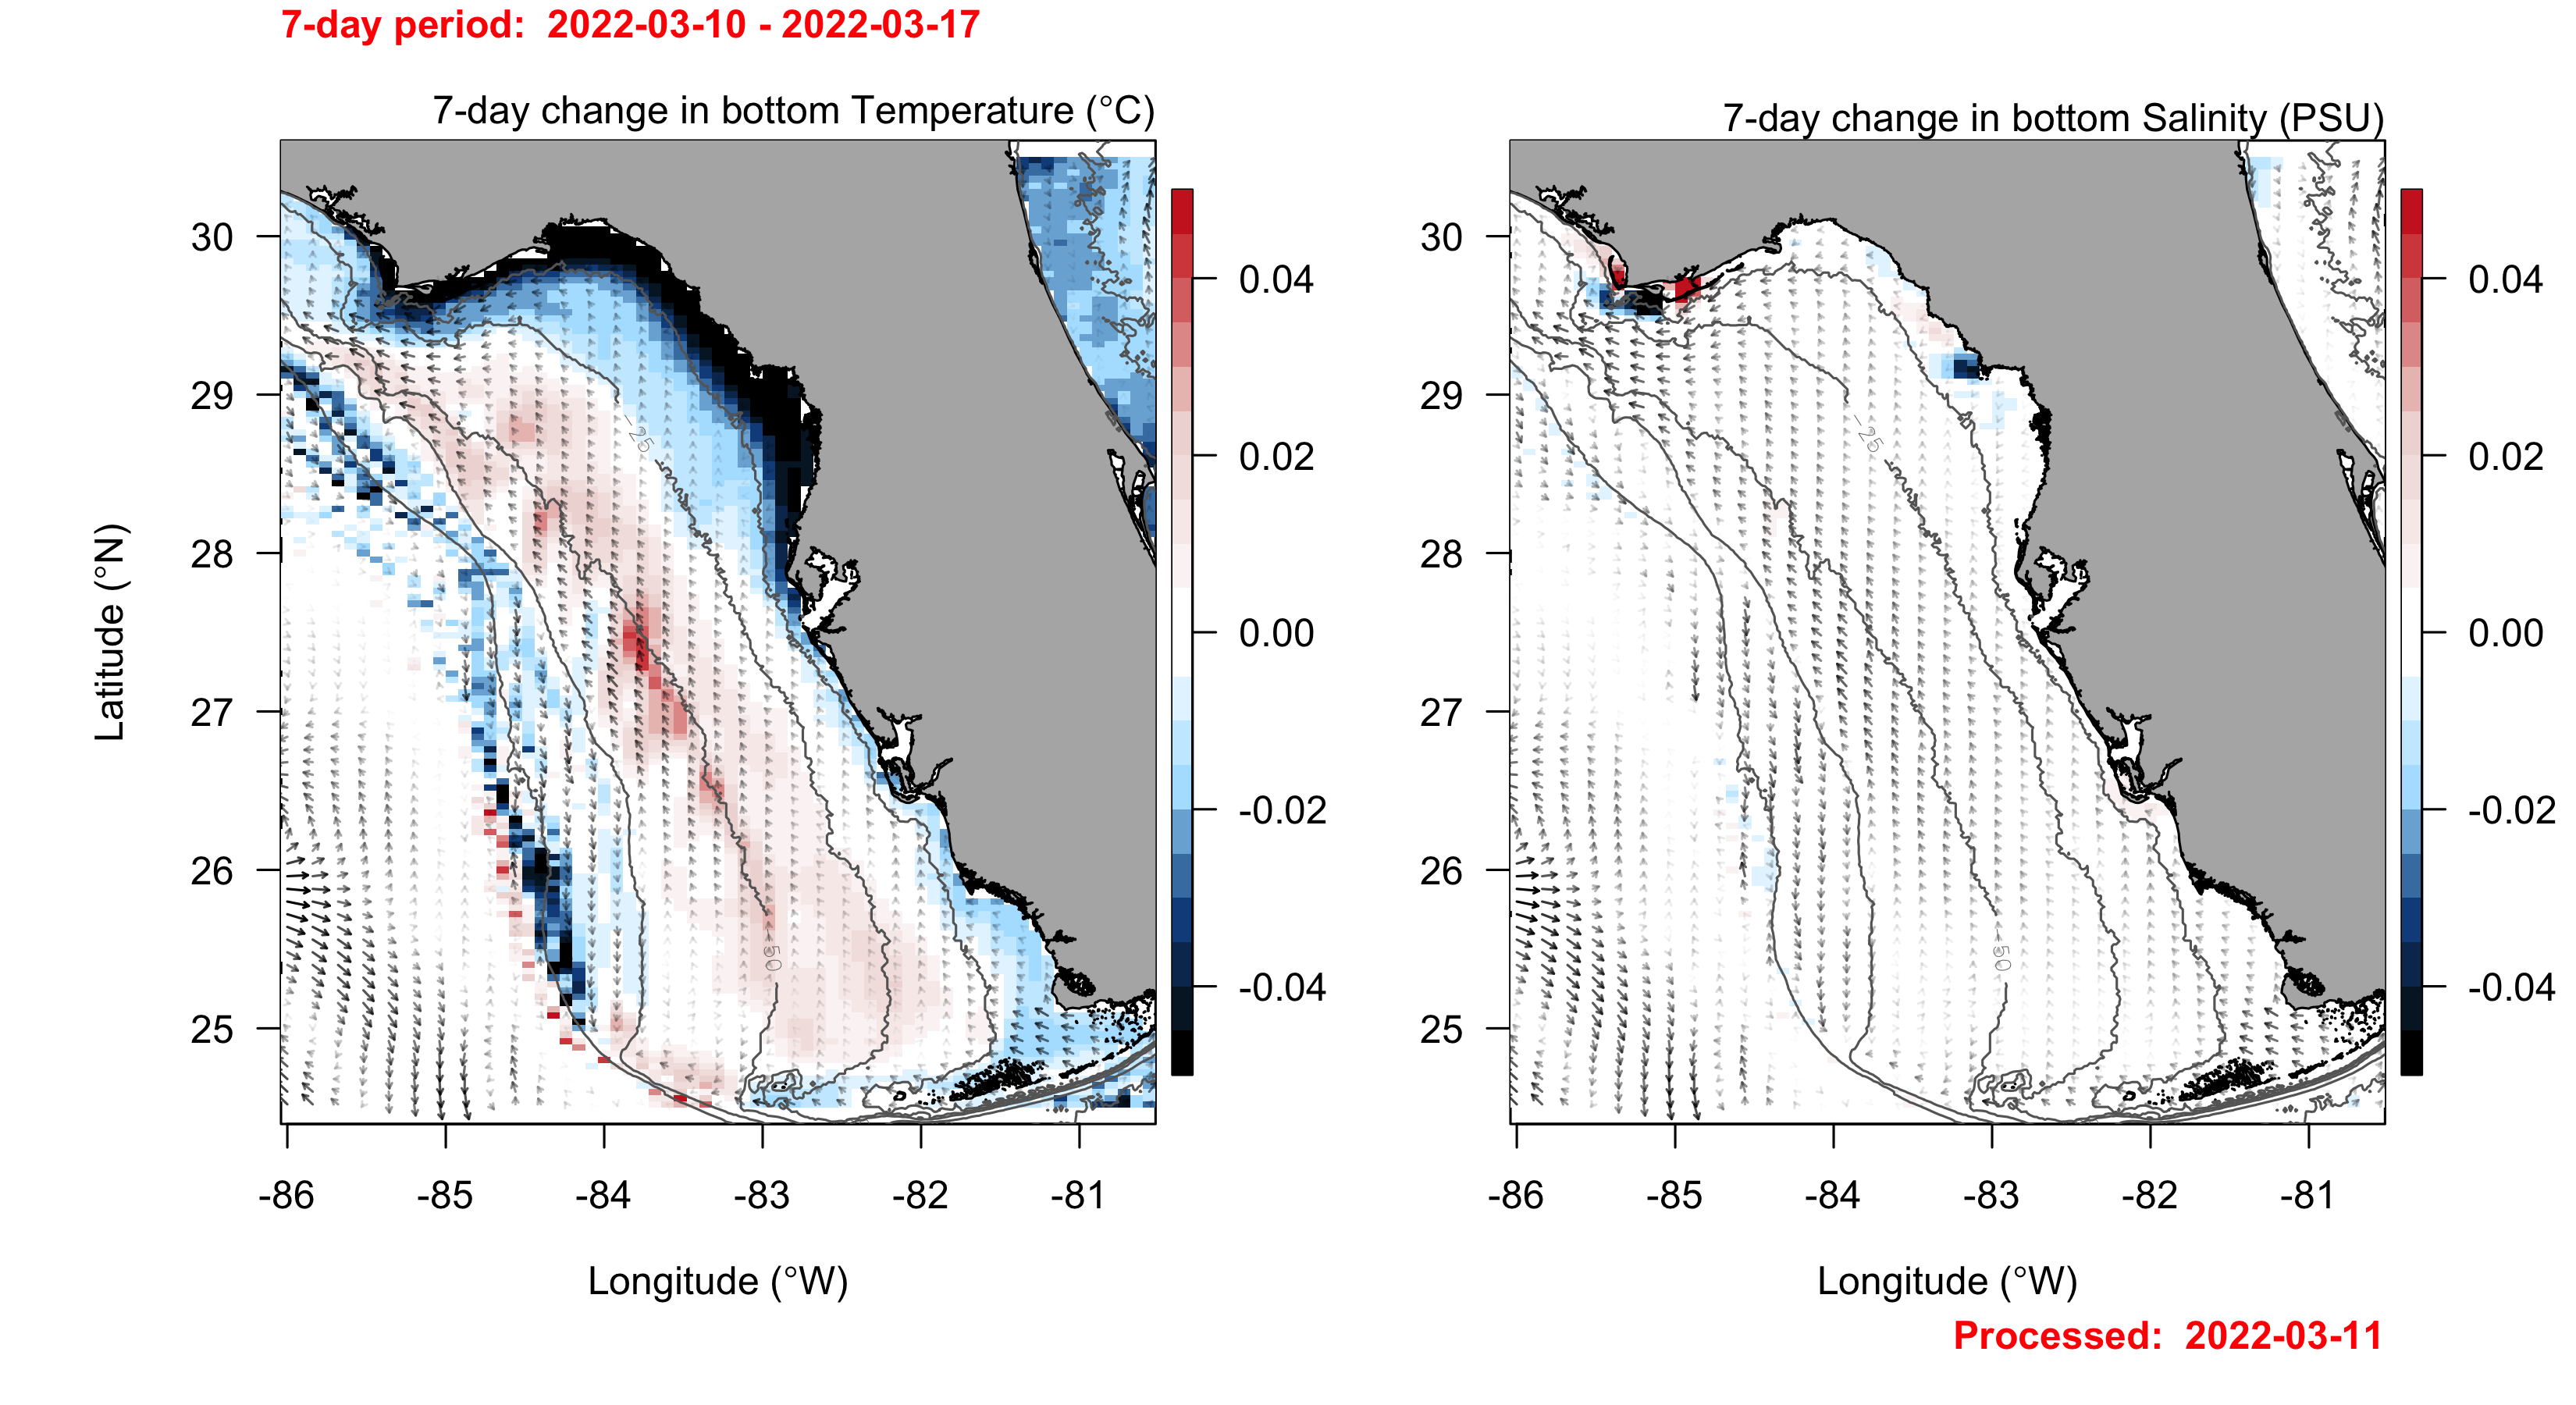 7-day period:  2022-03-10 - 2022-03-17
7-day change in bottom Temperature (°C)
7-day change in bottom Salinity (PSU)
Latitude (°N)
30
29
28
27
26
25
-86 -85 -84 -83 -82 -81
Longitude (°W)
-25
-50
0.04
0.02
0.00
-0.02
-0.04
30
29
28
27
26
25
-86 -85 -84 -83 -82 -81
Longitude (°W)
-25
-50
0.04
0.02
0.00
-0.02
-0.04
Processed:  2022-03-11